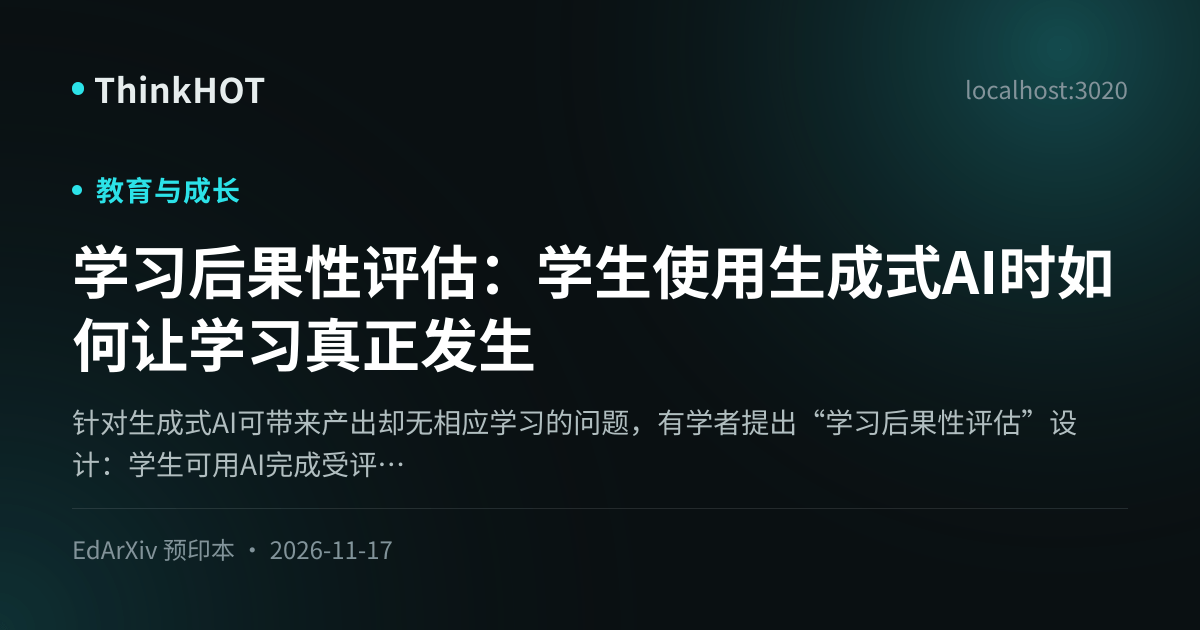 ThinkHOT
localhost:3020
教育与成长
学习后果性评估：学生使用生成式AI时如
何让学习真正发生
针对生成式AI可带来产出却无相应学习的问题，有学者提出“学习后果性评估”设
计：学生可用AI完成受评…
EdArXiv 预印本 · 2026-11-17